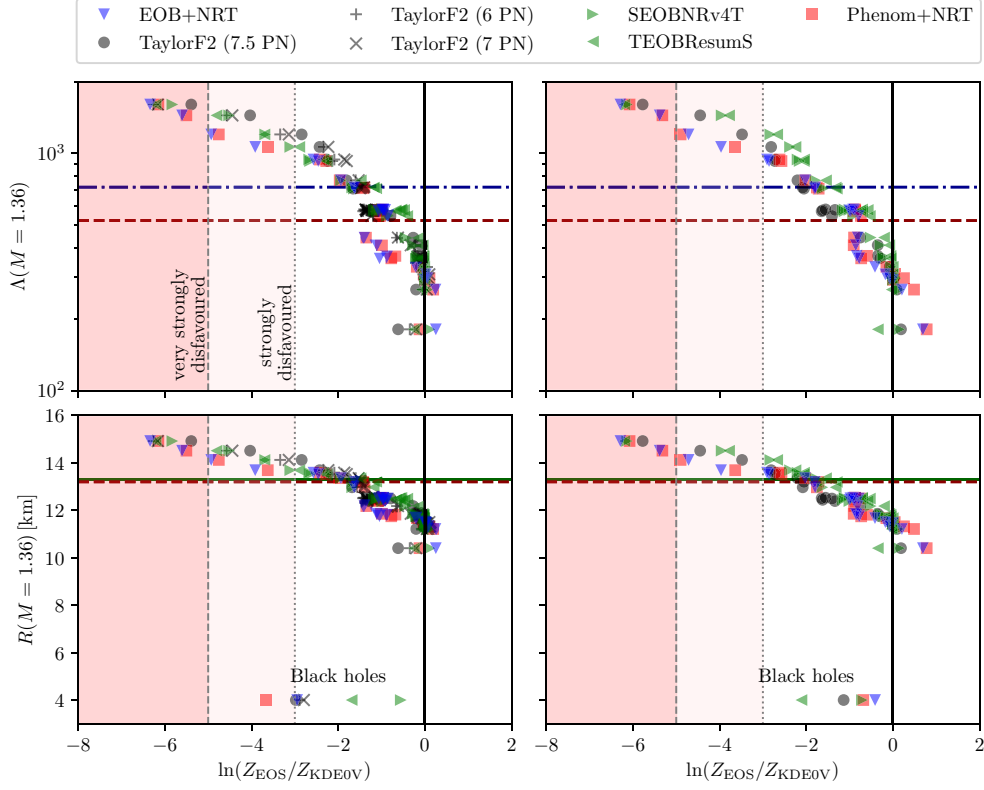 EOB+NRT
TaylorF2 (7.5 PN)
TaylorF2 (6 PN)
TaylorF2 (7 PN)
SEOBNRv4T
TEOBResumS
Phenom+NRT
10³
10²
Λ(M = 1.36)
very strongly
disfavoured
strongly
disfavoured
16
14
12
10
8
6
4
R(M = 1.36) [km]
Black holes
Black holes
−8 −6 −4 −2 0 2
−8 −6 −4 −2 0 2
ln(Z_EOS/Z_KDE0V)
ln(Z_EOS/Z_KDE0V)